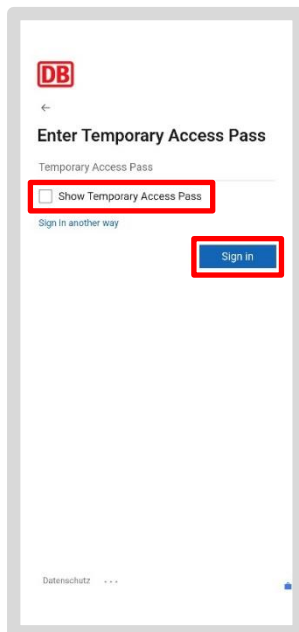 DB
Enter Temporary Access Pass
Temporary Access Pass
Show Temporary Access Pass
Sign in another way
Sign in
Datenschutz ...